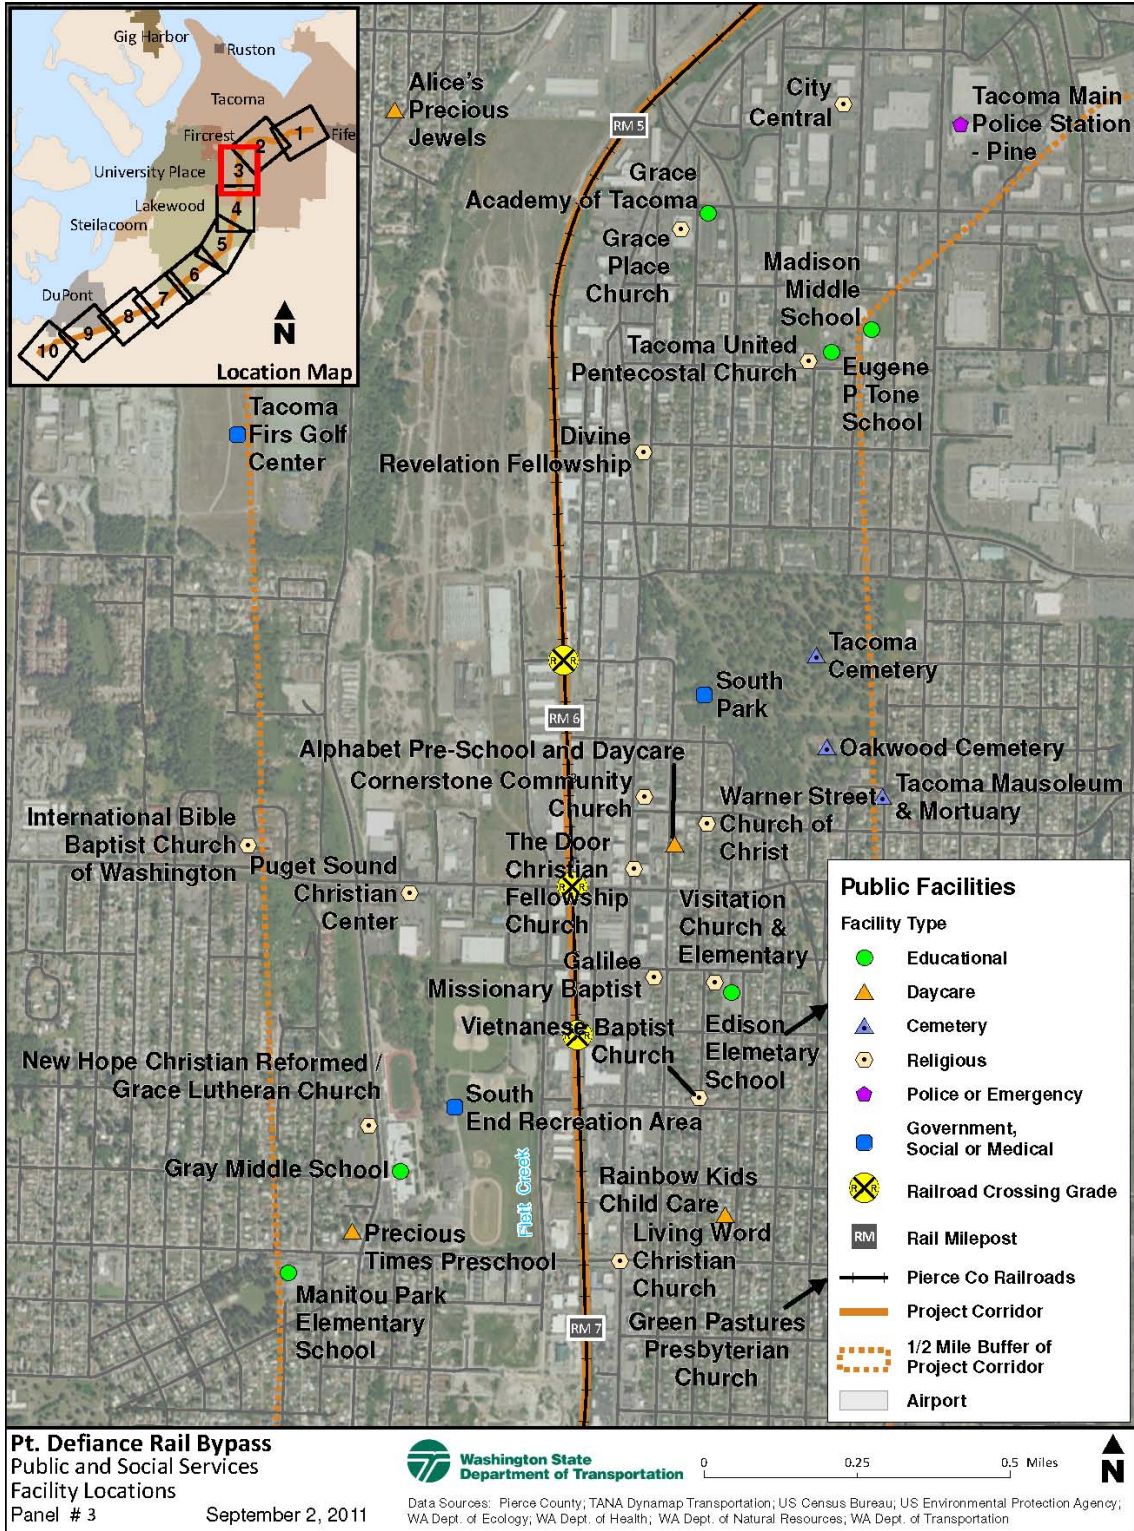 Gig Harbor
Ruston
Tacoma
Fircrest
Fife
University Place
Lakewood
Steilacoom
DuPont
1
2
3
4
5
6
7
8
9
10
N
Location Map
Alice's
Precious
Jewels
RM 5
City
Central
Tacoma Main
Police Station
- Pine
Grace
Academy of Tacoma
Grace
Place
Church
Madison
Middle
School
Tacoma United
Pentecostal Church
Eugene
P Tone
School
Tacoma
Firs Golf
Center
Divine
Revelation Fellowship
R R
Tacoma
Cemetery
South
Park
RM 6
Alphabet Pre-School and Daycare
Oakwood Cemetery
Cornerstone Community
Church
Tacoma Mausoleum
& Mortuary
Warner Street
Church of
Christ
International Bible
Baptist Church
of Washington
The Door
Christian
Fellowship
Church
R R
Puget Sound
Christian
Center
Visitation
Church &
Elementary
Galilee
Missionary Baptist
Edison
Elemetary
School
Vietnanese Baptist
Church
R R
New Hope Christian Reformed /
Grace Lutheran Church
South
End Recreation Area
Gray Middle School
Flett Creek
Rainbow Kids
Child Care
Living Word
Christian
Church
Precious
Times Preschool
Manitou Park
Elementary
School
RM 7
Green Pastures
Presbyterian
Church
Public Facilities
Facility Type
Educational
Daycare
Cemetery
Religious
Police or Emergency
Government,
Social or Medical
R R
Railroad Crossing Grade
RM
Rail Milepost
Pierce Co Railroads
Project Corridor
1/2 Mile Buffer of
Project Corridor
Airport
Pt. Defiance Rail Bypass
Public and Social Services
Facility Locations
Panel # 3
September 2, 2011
Washington State
Department of Transportation
0 0.25 0.5 Miles
N
Data Sources: Pierce County; TANA Dynamap Transportation; US Census Bureau; US Environmental Protection Agency;
WA Dept. of Ecology; WA Dept. of Health; WA Dept. of Natural Resources; WA Dept. of Transportation